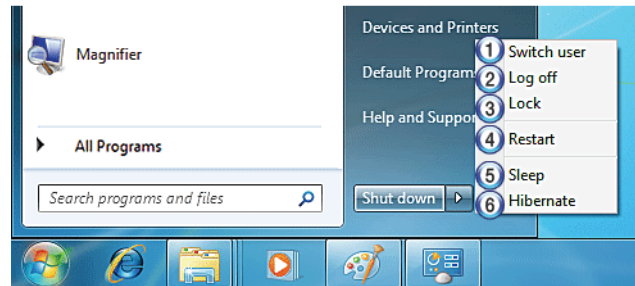 Magnifier
All Programs
Search programs and files
Devices and Printers
Default Program
Help and Suppor
Shut down
1 Switch user
2 Log off
3 Lock
4 Restart
5 Sleep
6 Hibernate